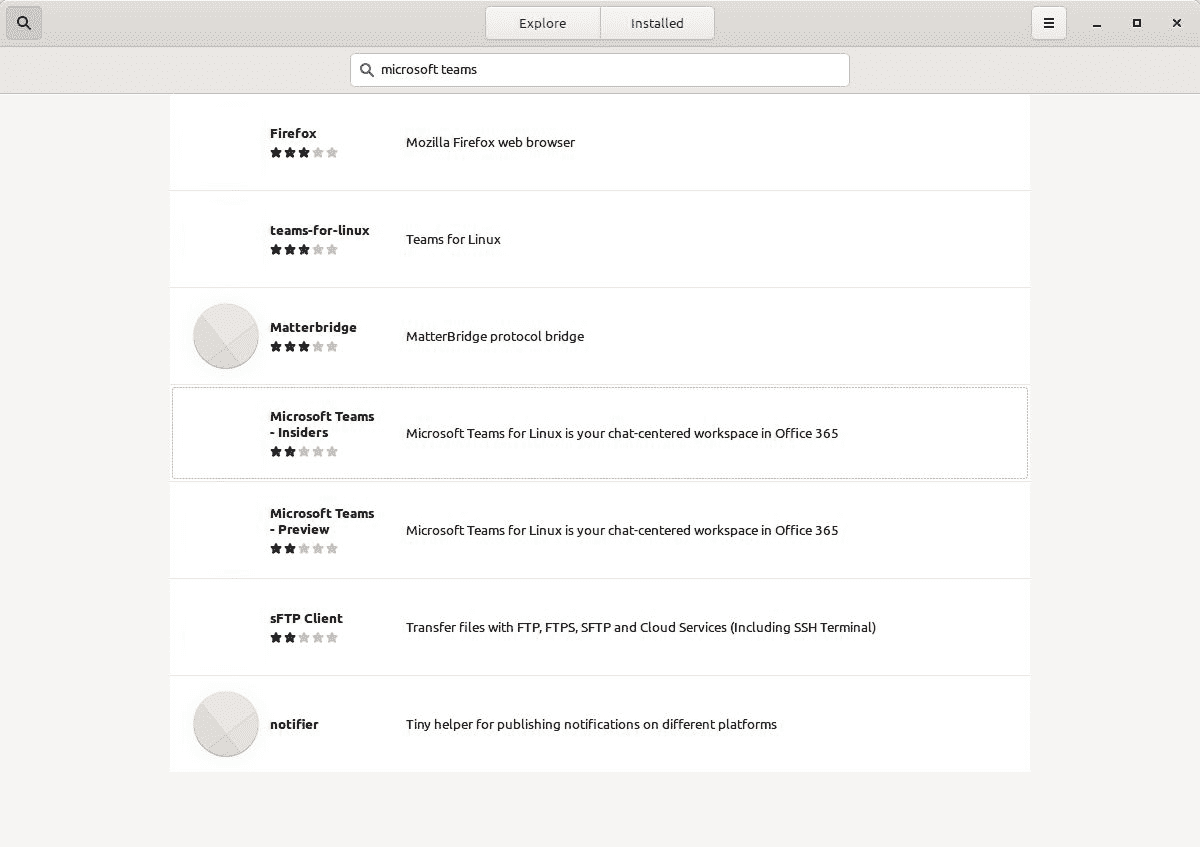 Explore
Installed
microsoft teams
Firefox
Mozilla Firefox web browser
teams-for-linux
Teams for Linux
Matterbridge
MatterBridge protocol bridge
Microsoft Teams
- Insiders
Microsoft Teams for Linux is your chat-centered workspace in Office 365
Microsoft Teams
- Preview
Microsoft Teams for Linux is your chat-centered workspace in Office 365
sFTP Client
Transfer files with FTP, FTPS, SFTP and Cloud Services (Including SSH Terminal)
notifier
Tiny helper for publishing notifications on different platforms